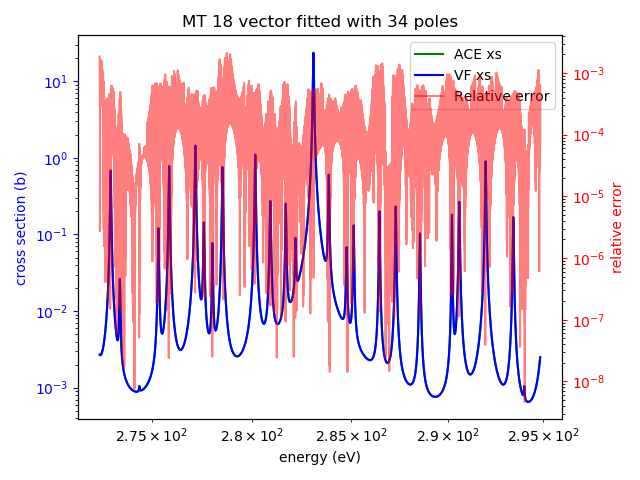 MT 18 vector fitted with 34 poles
ACE xs
VF xs
Relative error
cross section (b)
10¹
10⁰
10⁻¹
10⁻²
10⁻³
relative error
10⁻³
10⁻⁴
10⁻⁵
10⁻⁶
10⁻⁷
10⁻⁸
2.75×10² 2.8×10² 2.85×10² 2.9×10² 2.95×10²
energy (eV)